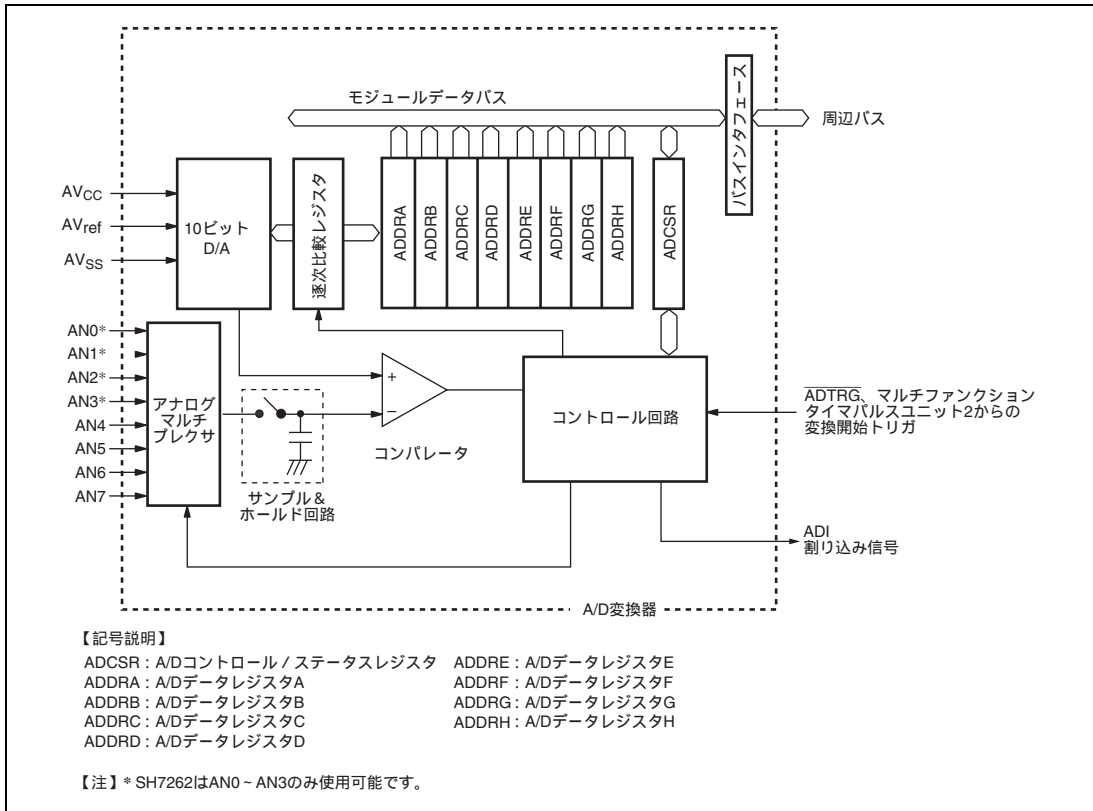 モジュールデータバス
バスインタフェース
周辺バス
AVCC
AVref
AVSS
10ビット
D/A
逐次比較レジスタ
ADDRA
ADDRB
ADDRC
ADDRD
ADDRE
ADDRF
ADDRG
ADDRH
ADCSR
AN0*
AN1*
AN2*
AN3*
AN4
AN5
AN6
AN7
アナログ
マルチ
プレクサ
+
−
コンパレータ
サンプル&
ホールド回路
コントロール回路
ADTRG、マルチファンクション
タイマパルスユニット2からの
変換開始トリガ
ADI
割り込み信号
A/D変換器
【記号説明】
ADCSR : A/Dコントロール / ステータスレジスタ ADDRE : A/DデータレジスタE
ADDRA : A/DデータレジスタA ADDRF : A/DデータレジスタF
ADDRB : A/DデータレジスタB ADDRG : A/DデータレジスタG
ADDRC : A/DデータレジスタC ADDRH : A/DデータレジスタH
ADDRD : A/DデータレジスタD
【注】* SH7262はAN0~AN3のみ使用可能です。